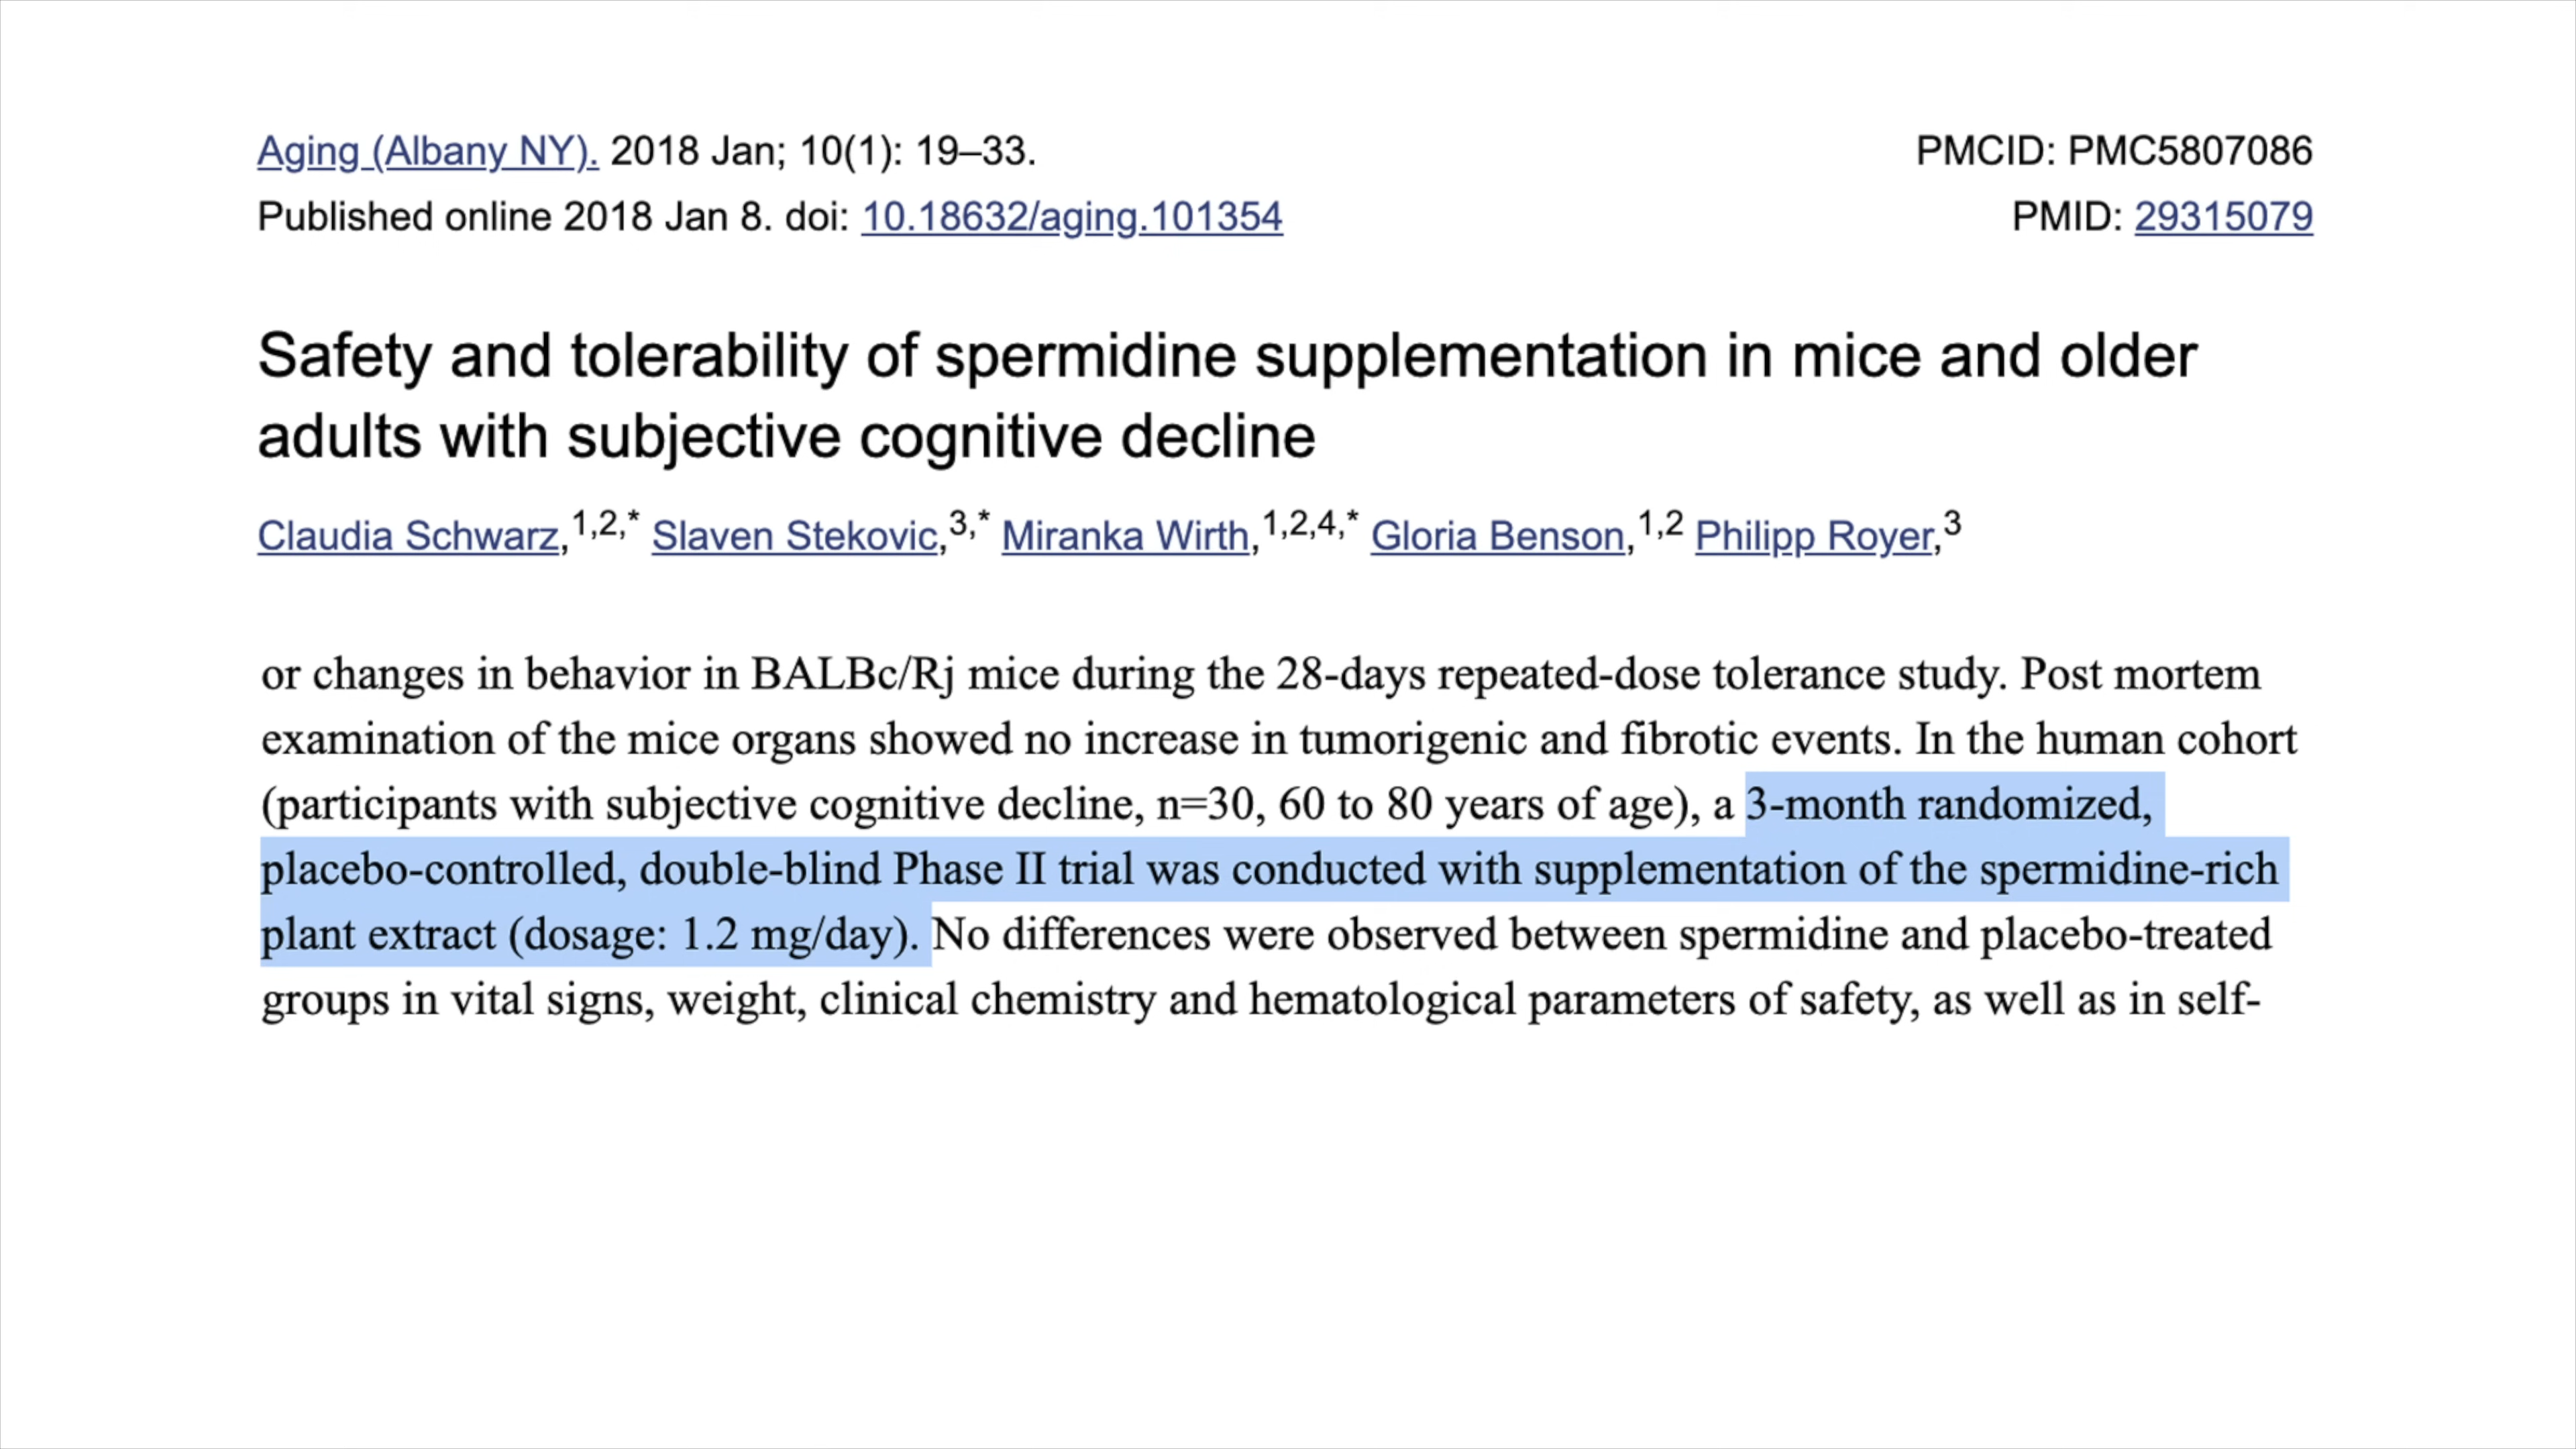 Aging (Albany NY). 2018 Jan; 10(1): 19–33.
PMCID: PMC5807086
Published online 2018 Jan 8. doi: 10.18632/aging.101354
PMID: 29315079
Safety and tolerability of spermidine supplementation in mice and older
adults with subjective cognitive decline
Claudia Schwarz,1,2,* Slaven Stekovic,3,* Miranka Wirth,1,2,4,* Gloria Benson,1,2 Philipp Royer,3
or changes in behavior in BALBc/Rj mice during the 28-days repeated-dose tolerance study. Post mortem
examination of the mice organs showed no increase in tumorigenic and fibrotic events. In the human cohort
(participants with subjective cognitive decline, n=30, 60 to 80 years of age), a 3-month randomized,
placebo-controlled, double-blind Phase II trial was conducted with supplementation of the spermidine-rich
plant extract (dosage: 1.2 mg/day). No differences were observed between spermidine and placebo-treated
groups in vital signs, weight, clinical chemistry and hematological parameters of safety, as well as in self-